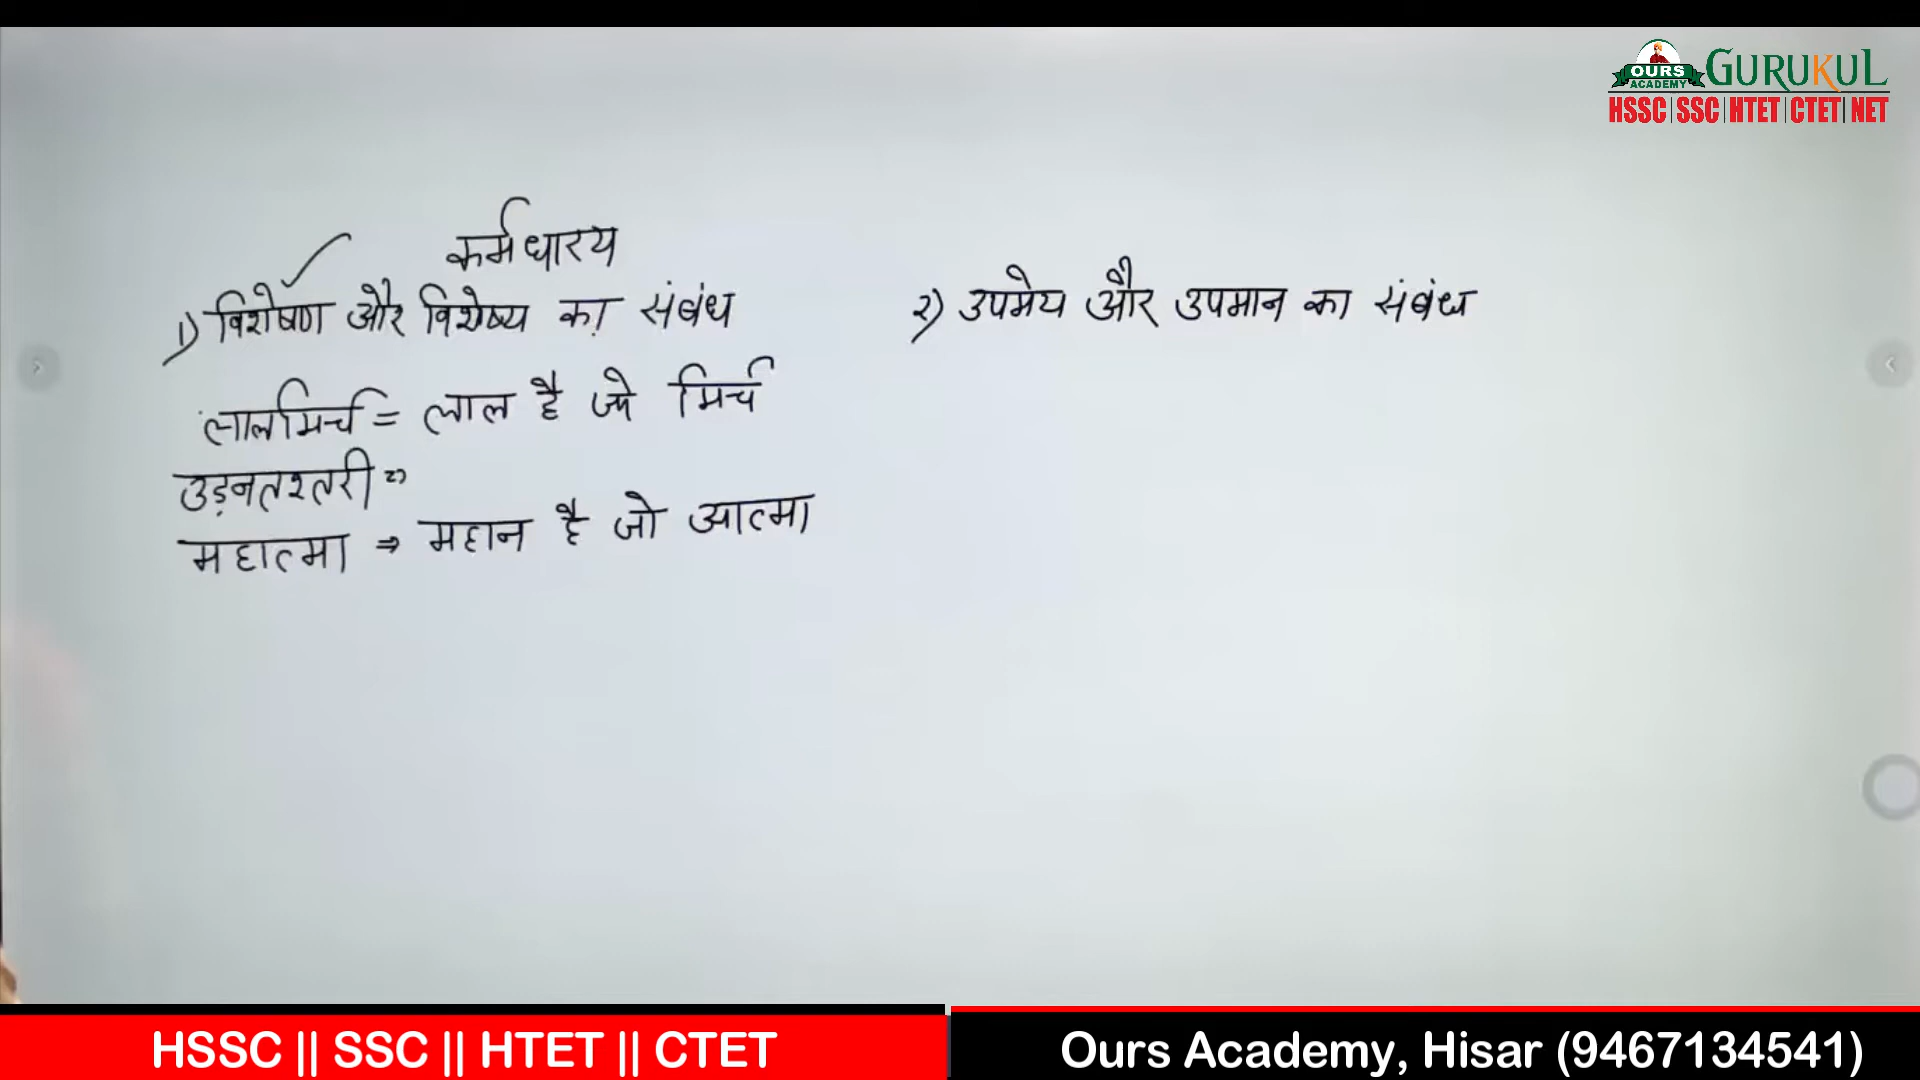 OURS
ACADEMY
GURUKUL
HSSC | SSC | HTET | CTET | NET
कर्मधारय
1) विशेषण और विशेष्य का संबंध
२) उपमेय और उपमान का संबंध
लालमिर्च = लाल है जो मिर्च
उड़नतश्तरी =>
महात्मा ⇒ महान है जो आत्मा
HSSC || SSC || HTET || CTET
Ours Academy, Hisar (9467134541)